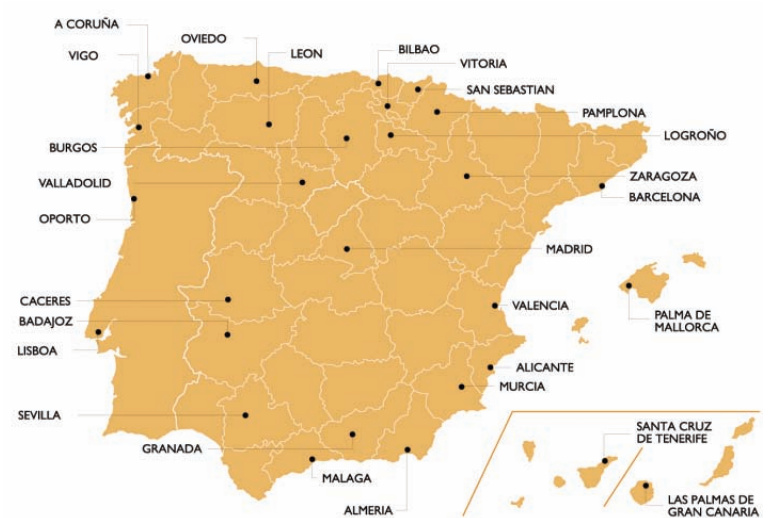 A CORUÑA
OVIEDO
BILBAO
VIGO
LEON
VITORIA
SAN SEBASTIAN
PAMPLONA
LOGROÑO
BURGOS
ZARAGOZA
VALLADOLID
BARCELONA
OPORTO
MADRID
CACERES
VALENCIA
PALMA DE
MALLORCA
BADAJOZ
LISBOA
ALICANTE
MURCIA
SEVILLA
SANTA CRUZ
DE TENERIFE
GRANADA
MALAGA
LAS PALMAS DE
GRAN CANARIA
ALMERIA